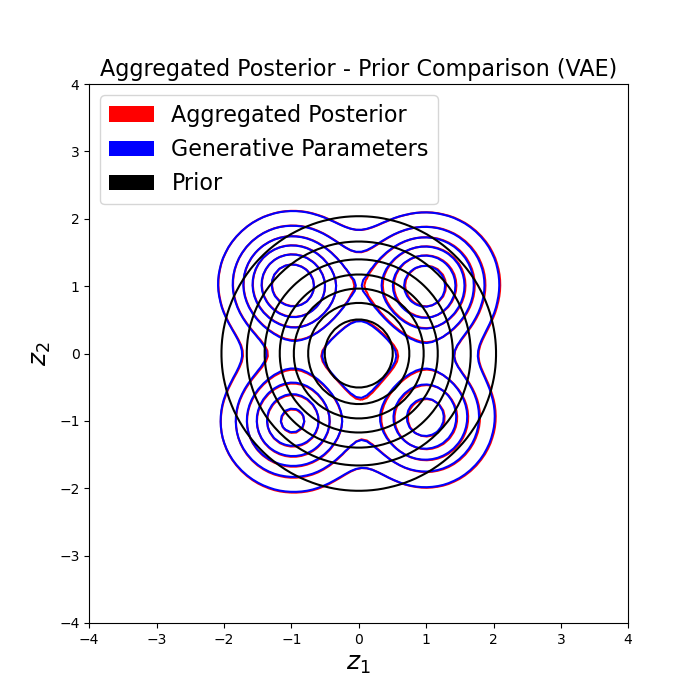 Aggregated Posterior - Prior Comparison (VAE)
Aggregated Posterior
Generative Parameters
Prior
4
3
2
1
0
−1
−2
−3
−4
z2
−4 −3 −2 −1 0 1 2 3 4
z1